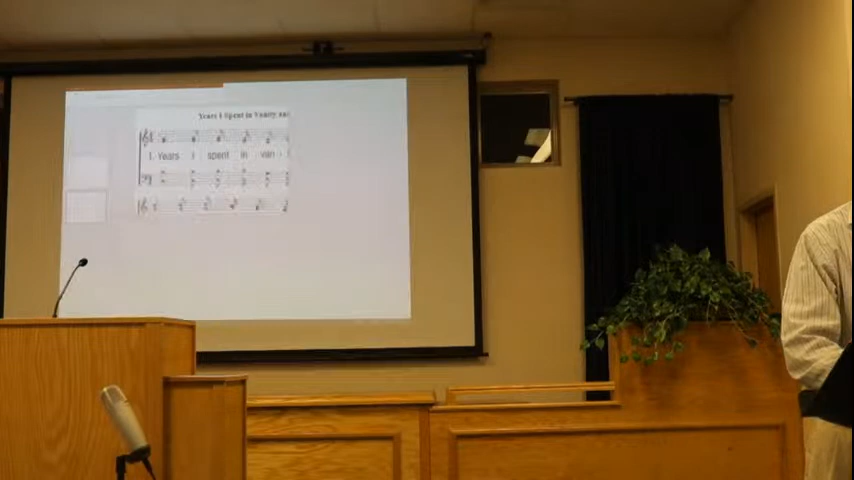 Years I Spent in Vanity and
1. Years I spent in van - i